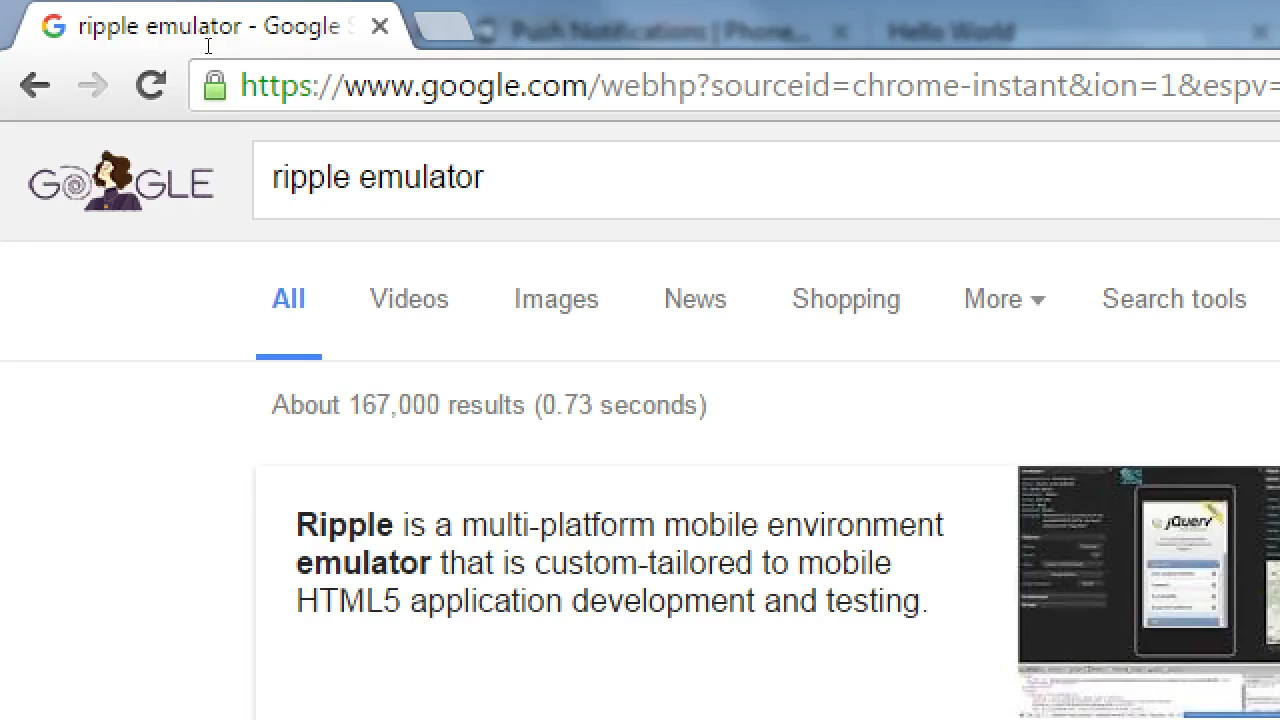 ripple emulator - Google S
Push Notifications | Phone...
Hello World
https://www.google.com/webhp?sourceid=chrome-instant&ion=1&espv=
GOOGLE
ripple emulator
All Videos Images News Shopping More Search tools
About 167,000 results (0.73 seconds)
Ripple is a multi-platform mobile environment
emulator that is custom-tailored to mobile
HTML5 application development and testing.
jQuery